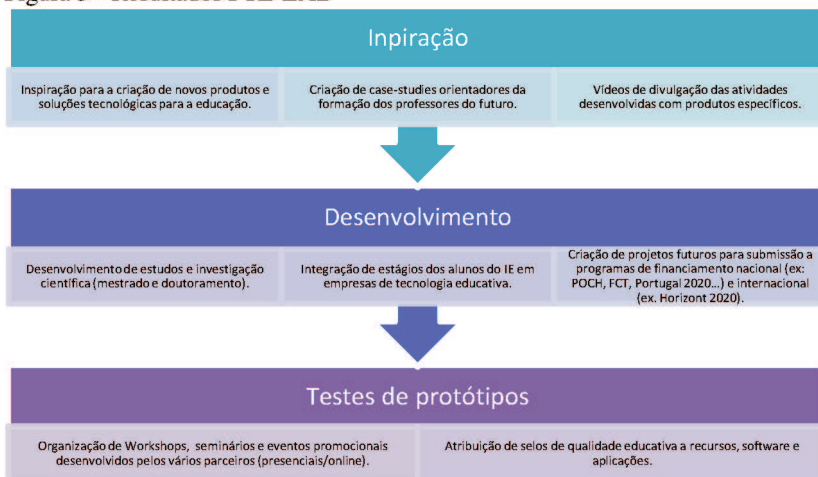 Inpiração
Inspiração para a criação de novos produtos e
soluções tecnológicas para a educação.
Criação de case-studies orientadores da
formação dos professores do futuro.
Vídeos de divulgação das atividades
desenvolvidas com produtos específicos.
Desenvolvimento
Desenvolvimento de estudos e investigação
científica (mestrado e doutoramento).
Integração de estágios dos alunos do IE em
empresas de tecnologia educativa.
Criação de projetos futuros para submissão a
programas de financiamento nacional (ex:
POCH, FCT, Portugal 2020...) e internacional
(ex. Horizont 2020).
Testes de protótipos
Organização de Workshops, seminários e eventos promocionais
desenvolvidos pelos vários parceiros (presenciais/online).
Atribuição de selos de qualidade educativa a recursos, software e
aplicações.